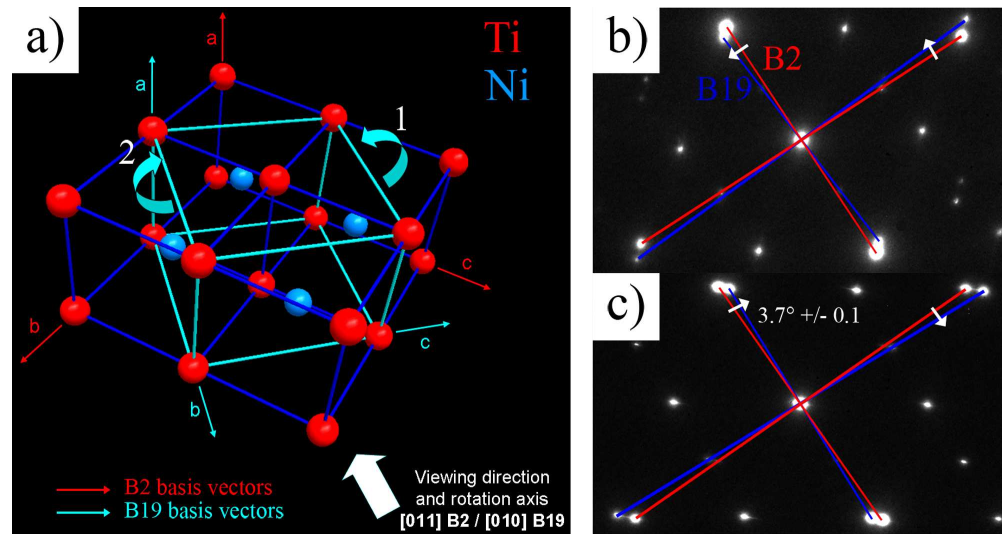 a)
Ti
Ni
a
a
1
2
c
c
b
b
B2 basis vectors
B19 basis vectors
Viewing direction
and rotation axis
[011] B2 / [010] B19
b)
B2
B19
c)
3.7° +/- 0.1